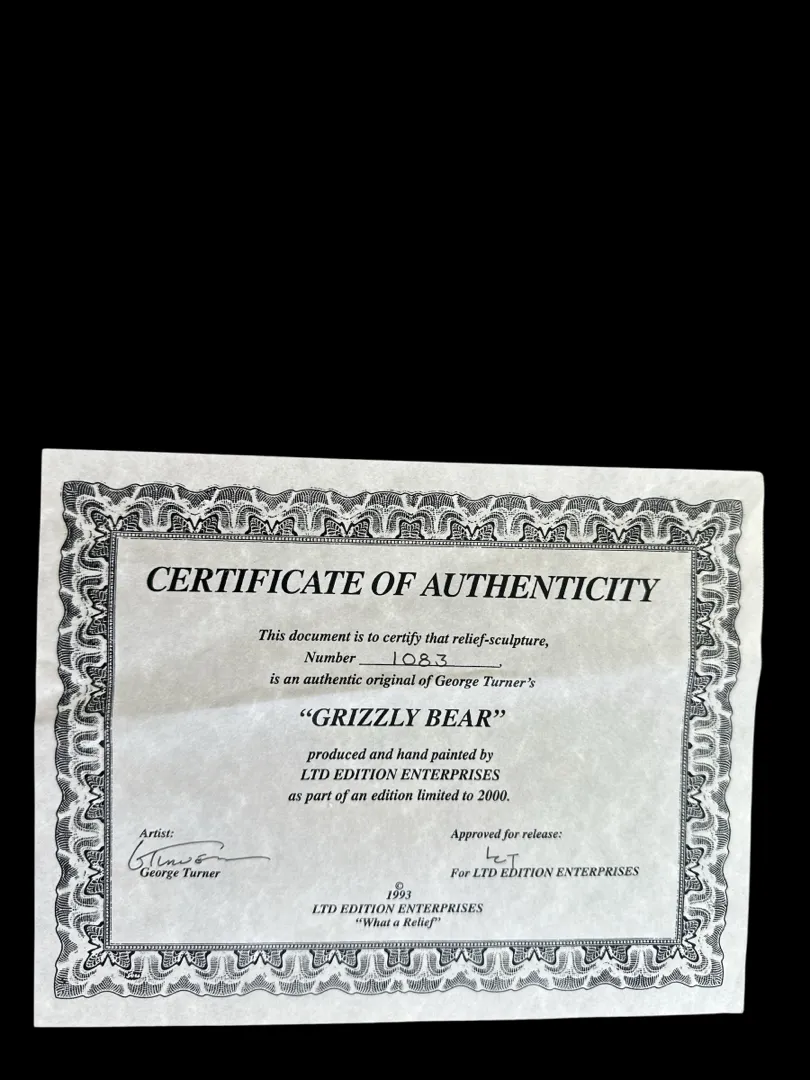 CERTIFICATE OF AUTHENTICITY
This document is to certify that relief-sculpture,
Number 1083,
is an authentic original of George Turner's
“GRIZZLY BEAR”
produced and hand painted by
LTD EDITION ENTERPRISES
as part of an edition limited to 2000.
Artist:
George Turner
Approved for release:
For LTD EDITION ENTERPRISES
©
1993
LTD EDITION ENTERPRISES
“What a Relief”